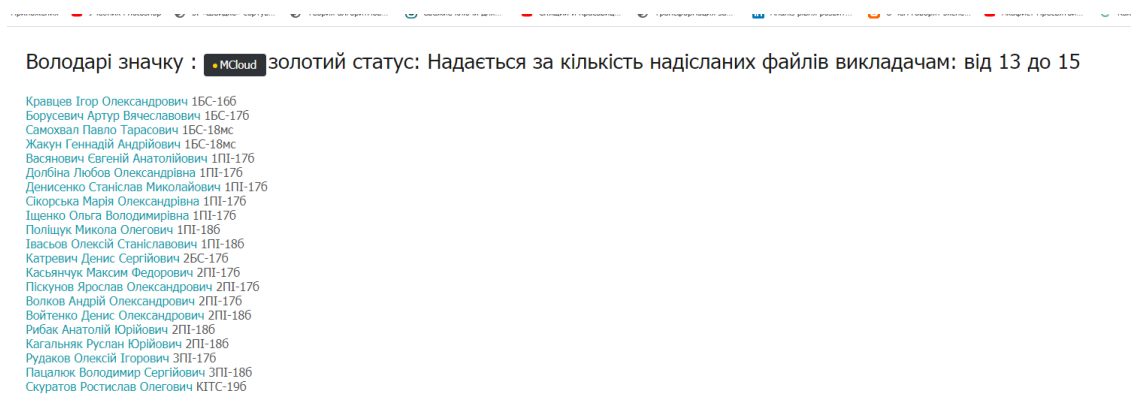 Володарі значку : MCloud золотий статус: Надається за кількість надісланих файлів викладачам: від 13 до 15
Кравцев Ігор Олександрович 1БС-16б
Борусевич Артур Вячеславович 1БС-17б
Самохвал Павло Тарасович 1БС-18мс
Жакун Геннадій Андрійович 1БС-18мс
Васянович Євгеній Анатолійович 1ПІ-17б
Долбіна Любов Олександрівна 1ПІ-17б
Денисенко Станіслав Миколайович 1ПІ-17б
Сікорська Марія Олександрівна 1ПІ-17б
Іщенко Ольга Володимирівна 1ПІ-17б
Поліщук Микола Олегович 1ПІ-18б
Івасьов Олексій Станіславович 1ПІ-18б
Катревич Денис Сергійович 2БС-17б
Касьянчук Максим Федорович 2ПІ-17б
Піскунов Ярослав Олександрович 2ПІ-17б
Волков Андрій Олександрович 2ПІ-17б
Войтенко Денис Олександрович 2ПІ-18б
Рибак Анатолій Юрійович 2ПІ-18б
Кагальняк Руслан Юрійович 2ПІ-18б
Рудаков Олексій Ігорович 3ПІ-17б
Пацалюк Володимир Сергійович 3ПІ-18б
Скуратов Ростислав Олегович КІТС-19б